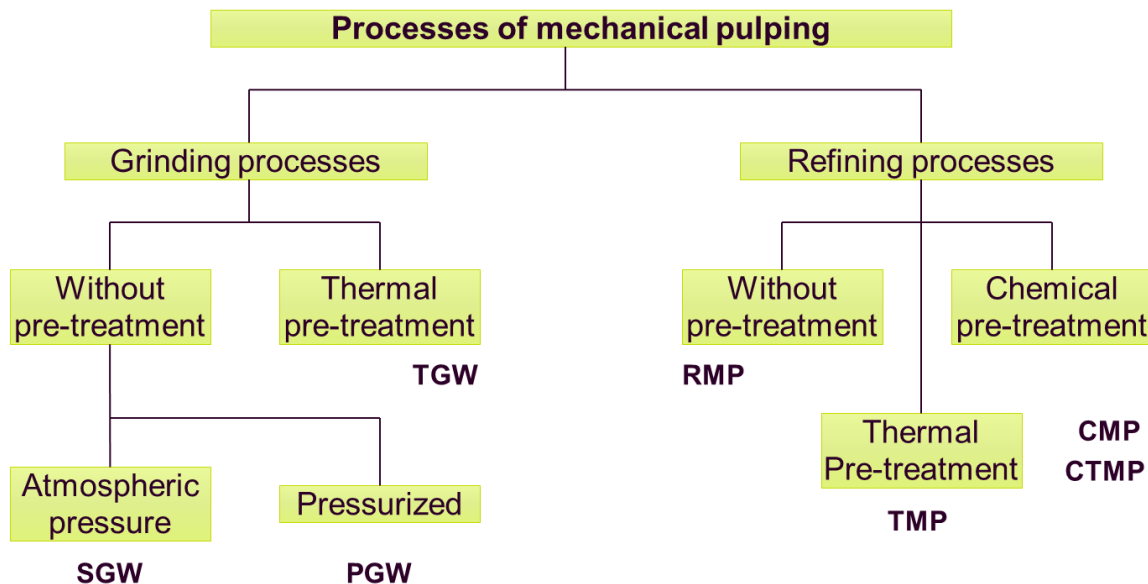 Processes of mechanical pulping
Grinding processes
Refining processes
Without
pre-treatment
Thermal
pre-treatment
Without
pre-treatment
Chemical
pre-treatment
TGW
RMP
Thermal
Pre-treatment
CMP
CTMP
Atmospheric
pressure
Pressurized
TMP
SGW
PGW